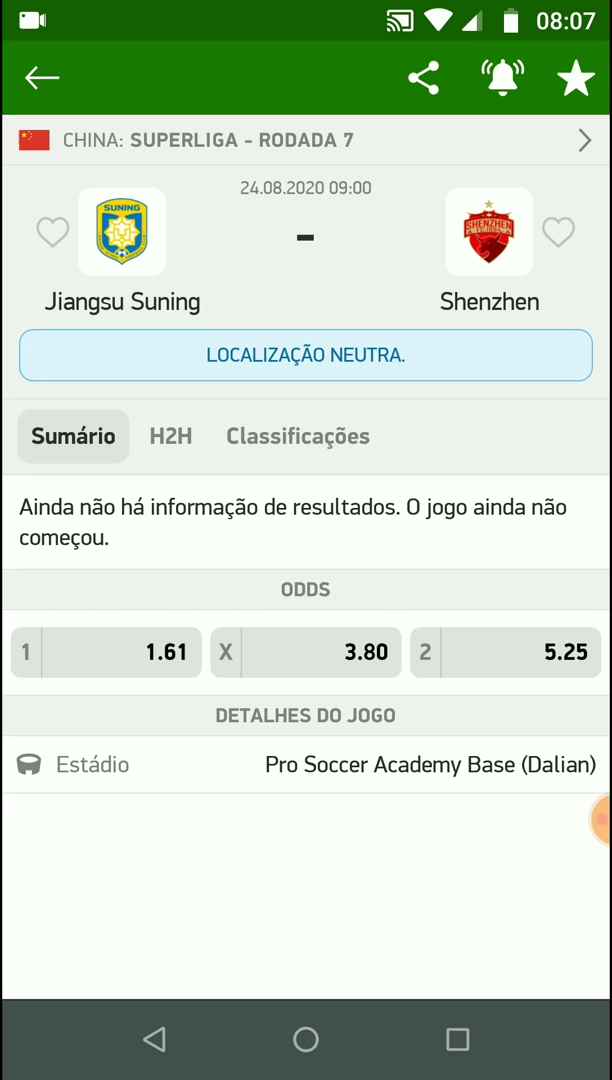 08:07
CHINA: SUPERLIGA - RODADA 7
24.08.2020 09:00
SUNING
SHENZHEN
-
Jiangsu Suning
Shenzhen
LOCALIZAÇÃO NEUTRA.
Sumário H2H Classificações
Ainda não há informação de resultados. O jogo ainda não
começou.
ODDS
1 1.61 X 3.80 2 5.25
DETALHES DO JOGO
Estádio Pro Soccer Academy Base (Dalian)